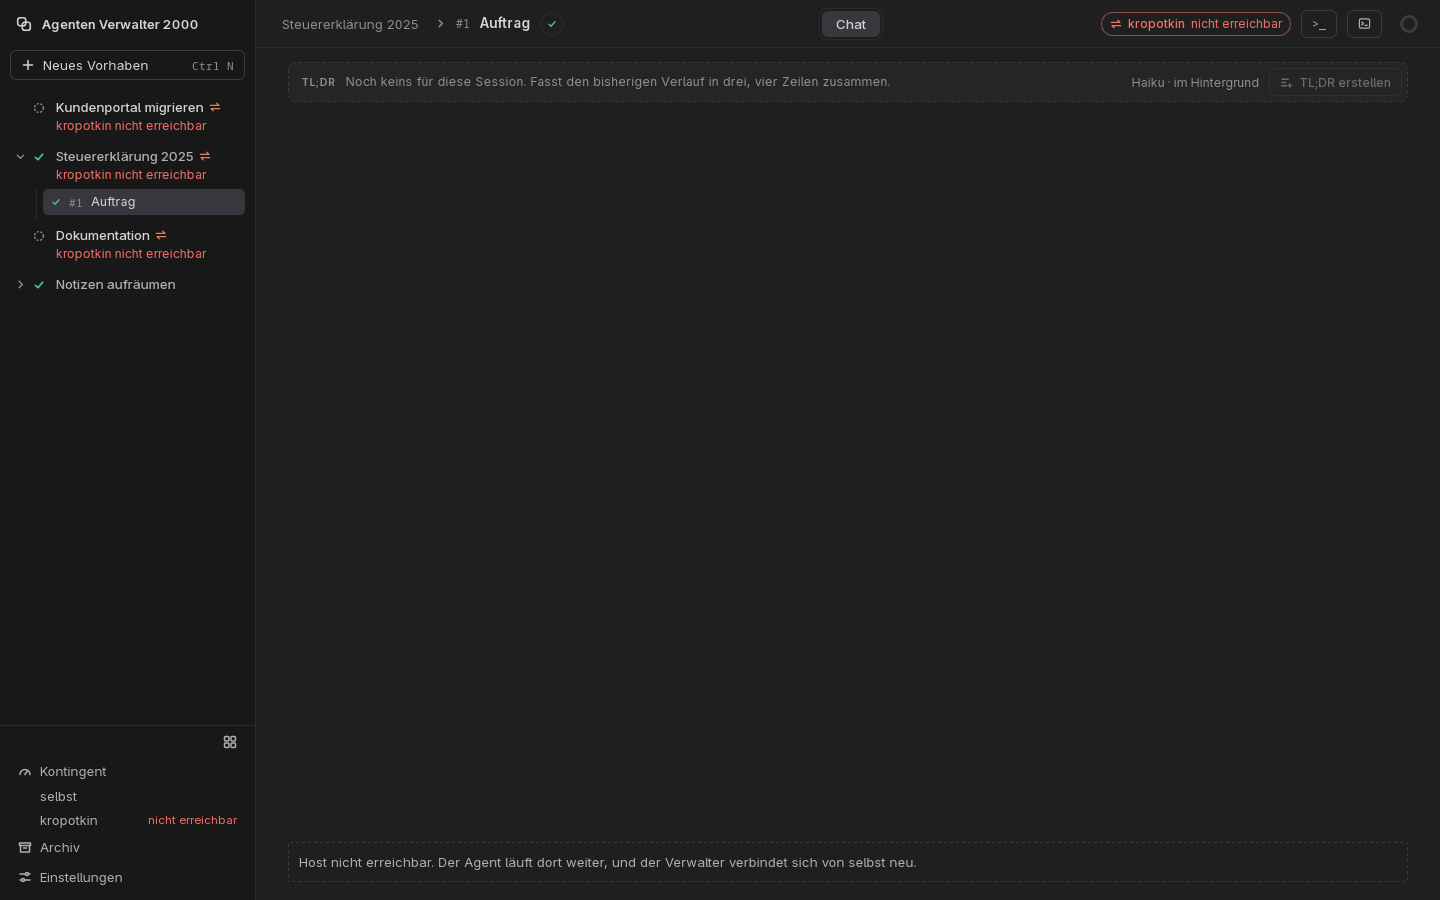 Agenten Verwalter 2000
Neues Vorhaben Ctrl N
Kundenportal migrieren
kropotkin nicht erreichbar
Steuererklärung 2025
kropotkin nicht erreichbar
#1 Auftrag
Dokumentation
kropotkin nicht erreichbar
Notizen aufräumen
Kontingent
selbst
kropotkin nicht erreichbar
Archiv
Einstellungen
Steuererklärung 2025 > #1 Auftrag
Chat
kropotkin nicht erreichbar
>_
TL;DR Noch keins für diese Session. Fasst den bisherigen Verlauf in drei, vier Zeilen zusammen.
Haiku · im Hintergrund
TL;DR erstellen
Host nicht erreichbar. Der Agent läuft dort weiter, und der Verwalter verbindet sich von selbst neu.